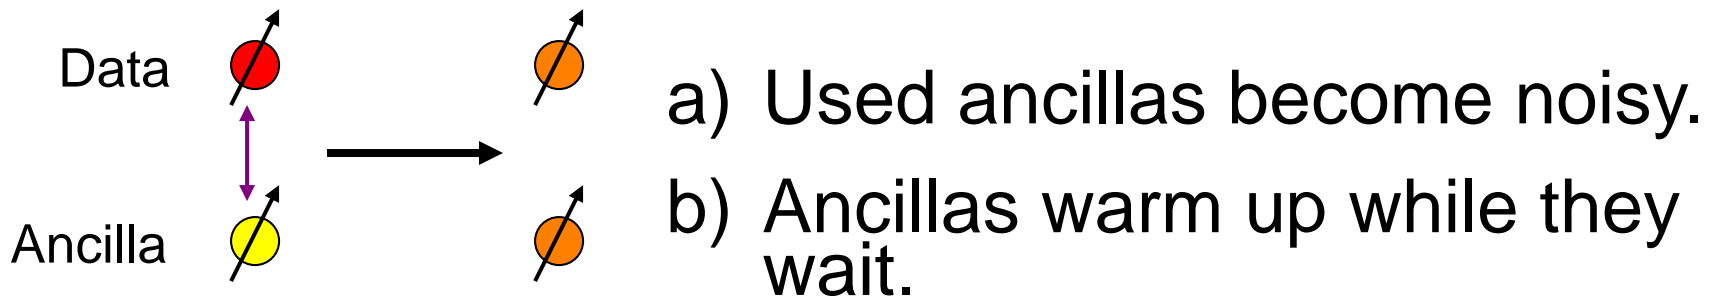 Data
Ancilla
a) Used ancillas become noisy.
b) Ancillas warm up while they
wait.